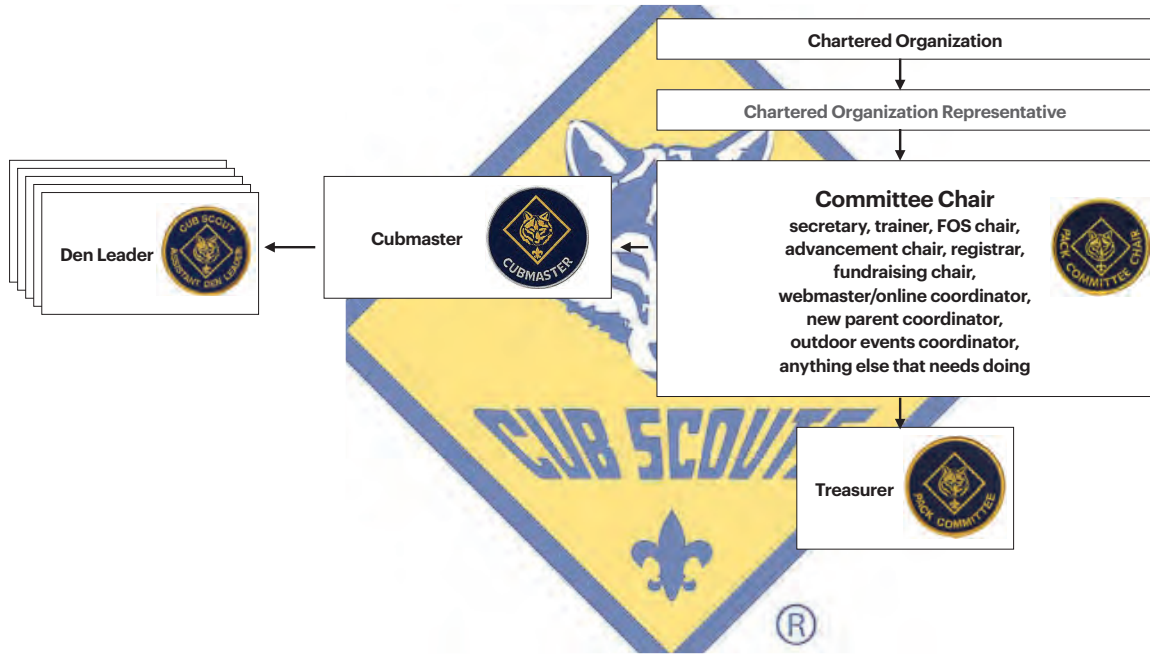 Chartered Organization
Chartered Organization Representative
Committee Chair
secretary, trainer, FOS chair,
advancement chair, registrar,
fundraising chair,
webmaster/online coordinator,
new parent coordinator,
outdoor events coordinator,
anything else that needs doing
PACK COMMITTEE CHAIR
Cubmaster
CUBMASTER
Den Leader
CUB SCOUT
ASSISTANT DEN LEADER
Treasurer
PACK COMMITTEE
CUB SCOUTS
®